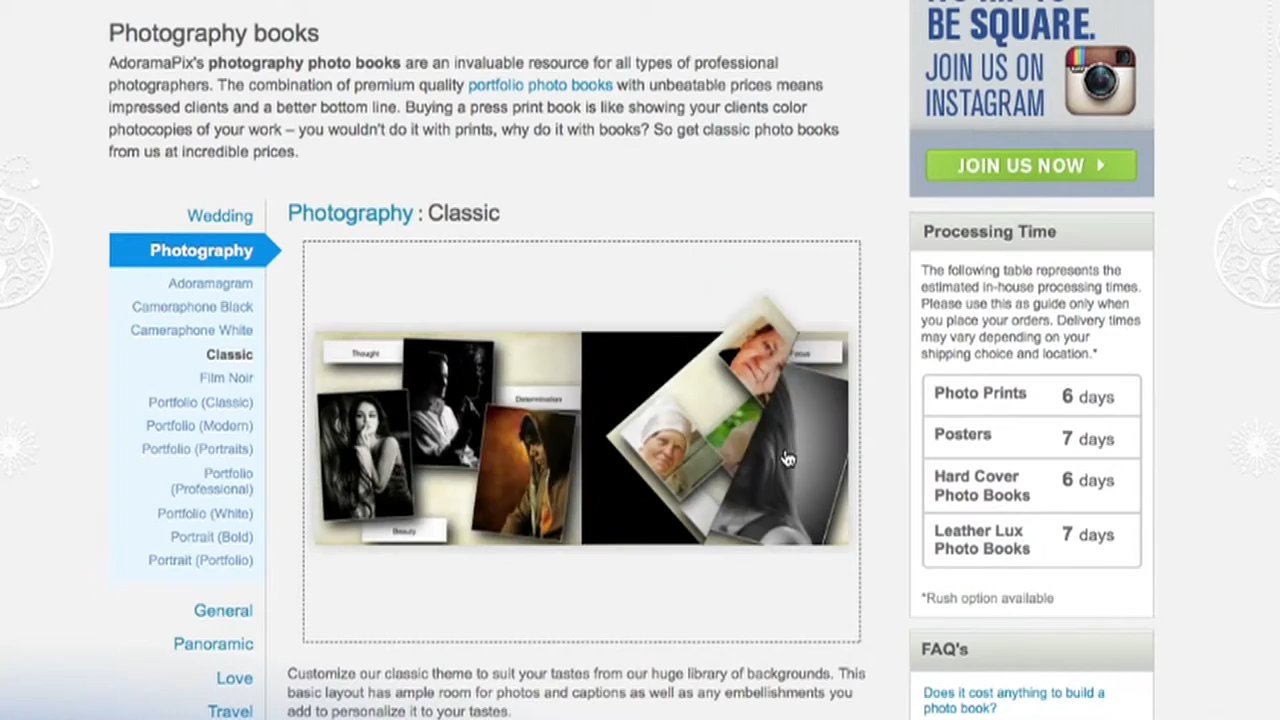 Photography books
AdoramaPix's photography photo books are an invaluable resource for all types of professional
photographers. The combination of premium quality portfolio photo books with unbeatable prices means
impressed clients and a better bottom line. Buying a press print book is like showing your clients color
photocopies of your work – you wouldn't do it with prints, why do it with books? So get classic photo books
from us at incredible prices.
Wedding
Photography
Adoramagram
Cameraphone Black
Cameraphone White
Classic
Film Noir
Portfolio (Classic)
Portfolio (Modern)
Portfolio (Portraits)
Portfolio
(Professional)
Portfolio (White)
Portrait (Bold)
Portrait (Portfolio)
General
Panoramic
Love
Travel
Photography : Classic
Thought
Determination
Beauty
Focus
Customize our classic theme to suit your tastes from our huge library of backgrounds. This
basic layout has ample room for photos and captions as well as any embellishments you
add to personalize it to your tastes.
BE SQUARE.
JOIN US ON
INSTAGRAM
JOIN US NOW
Processing Time
The following table represents the
estimated in-house processing times.
Please use this as guide only when
you place your orders. Delivery times
may vary depending on your
shipping choice and location.*
Photo Prints 6 days
Posters 7 days
Hard Cover
Photo Books 6 days
Leather Lux
Photo Books 7 days
*Rush option available
FAQ's
Does it cost anything to build a
photo book?